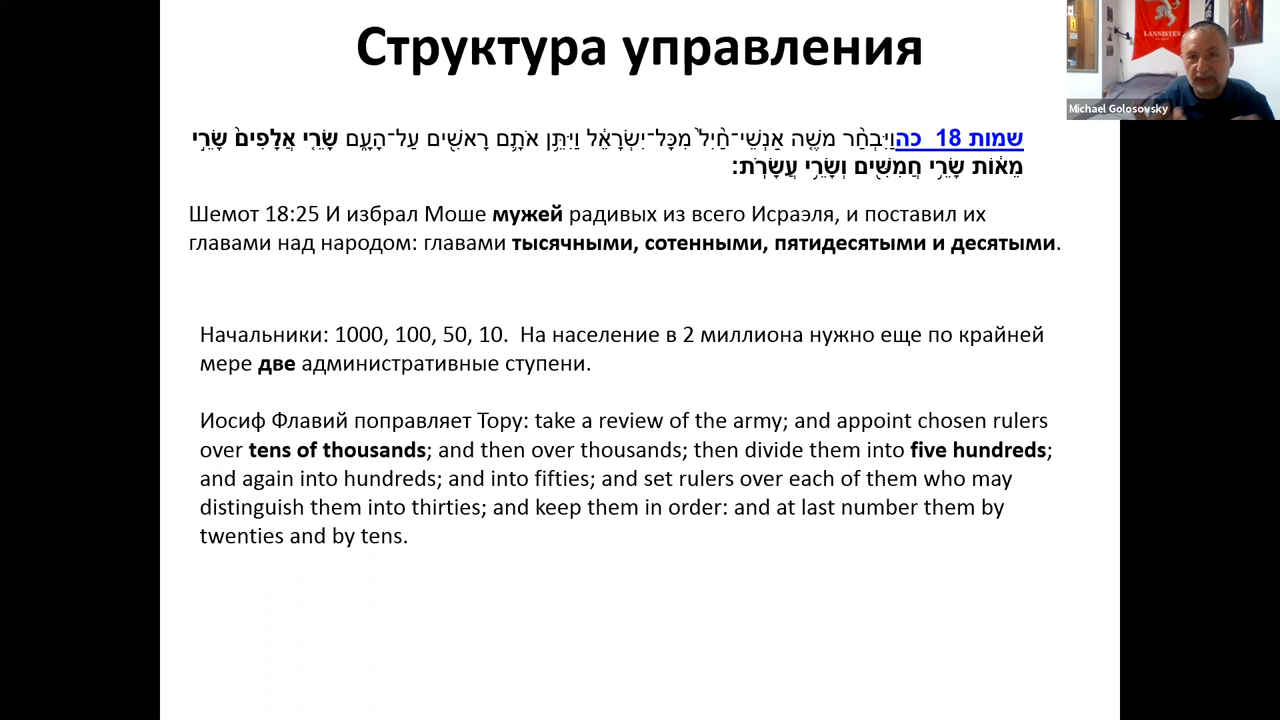 Структура управления
LANNISTER
Michael Golosovsky
שמות 18 כהוַיִּבְחַ֨ר מֹשֶׁ֤ה אַנְשֵׁי־חַ֙יִל֙ מִכׇּל־יִשְׂרָאֵ֔ל וַיִּתֵּ֥ן אֹתָ֛ם רָאשִׁ֖ים עַל־הָעָ֑ם שָׂרֵ֤י אֲלָפִים֙ שָׂרֵ֣י
מֵא֔וֹת שָׂרֵ֥י חֲמִשִּׁ֖ים וְשָׂרֵ֥י עֲשָׂרֹֽת׃
Шемот 18:25 И избрал Моше мужей радивых из всего Исраэля, и поставил их
главами над народом: главами тысячными, сотенными, пятидесятыми и десятыми.
Начальники: 1000, 100, 50, 10. На население в 2 миллиона нужно еще по крайней
мере две административные ступени.
Иосиф Флавий поправляет Тору: take a review of the army; and appoint chosen rulers
over tens of thousands; and then over thousands; then divide them into five hundreds;
and again into hundreds; and into fifties; and set rulers over each of them who may
distinguish them into thirties; and keep them in order: and at last number them by
twenties and by tens.